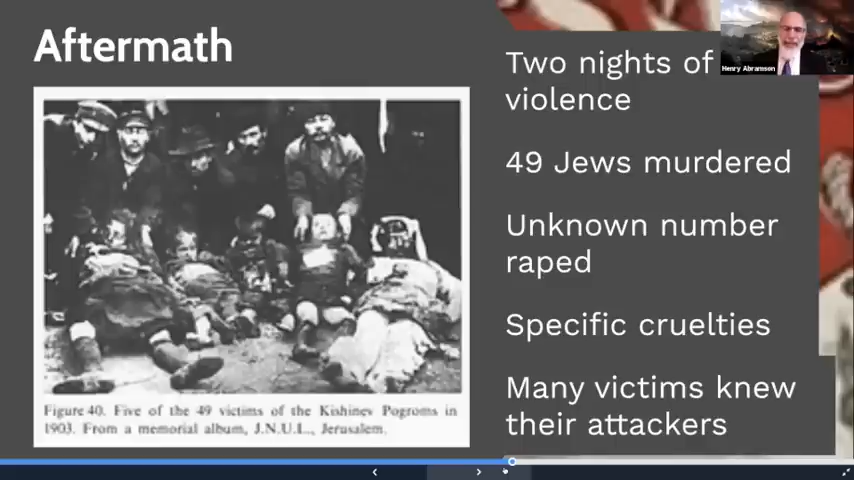 Aftermath
Two nights of
violence
49 Jews murdered
Unknown number
raped
Specific cruelties
Many victims knew
their attackers
Figure 40. Five of the 49 victims of the Kishinev Pogroms in
1903. From a memorial album, J.N.U.L., Jerusalem.
Henry Abramson